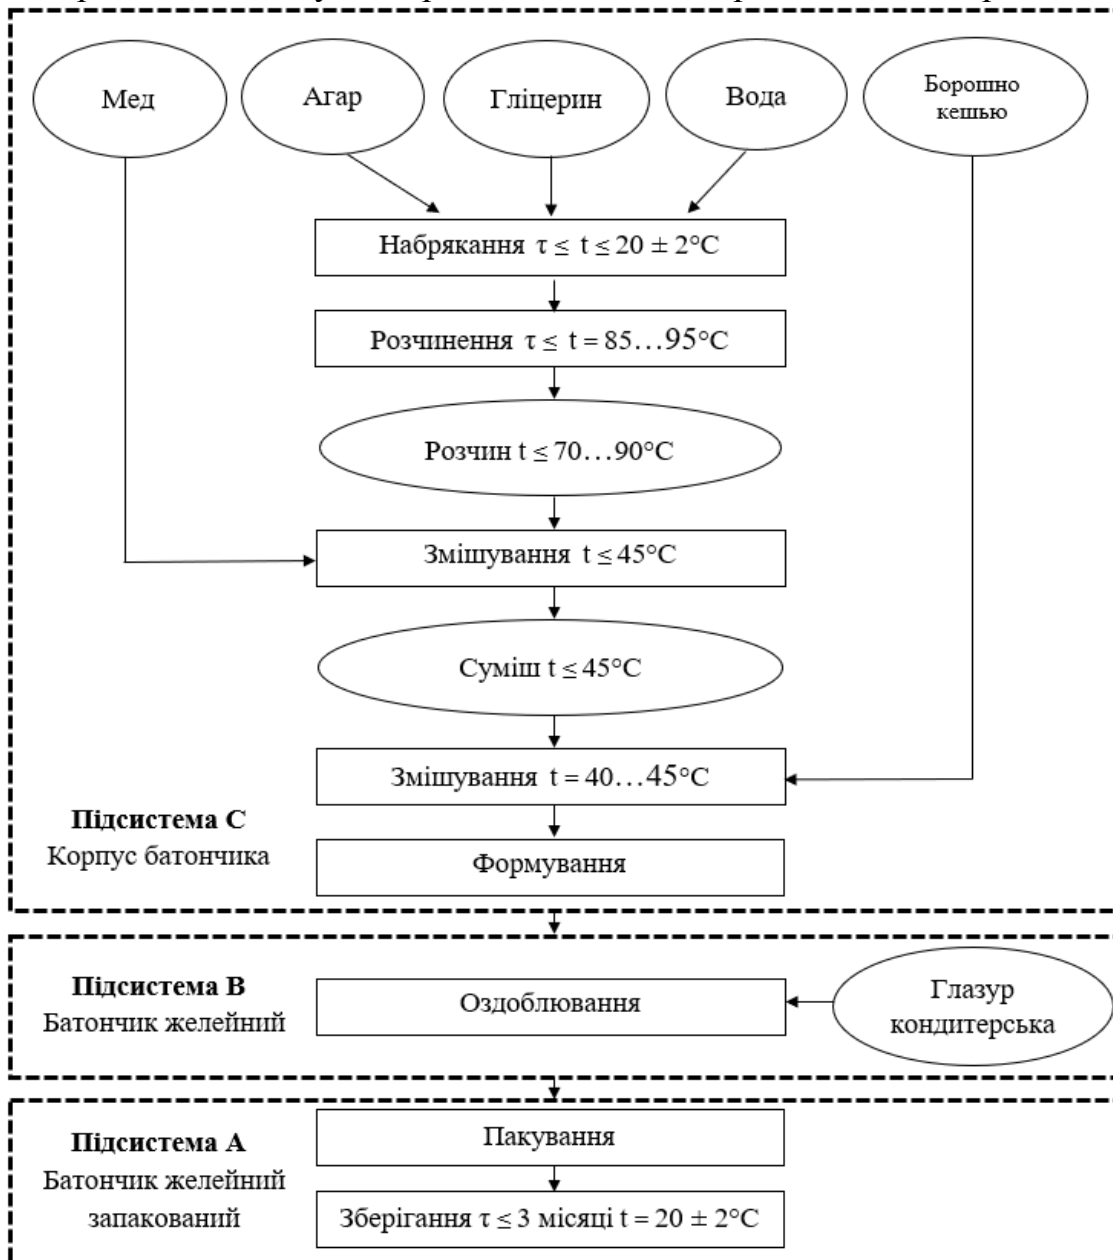 Мед
Агар
Гліцерин
Вода
Борошно
кешью
Набрякання τ ≤ t ≤ 20 ± 2°C
Розчинення τ ≤ t = 85…95°C
Розчин t ≤ 70…90°C
Змішування t ≤ 45°C
Суміш t ≤ 45°C
Змішування t = 40…45°C
Підсистема С
Корпус батончика
Формування
Підсистема В
Батончик желейний
Оздоблювання
Глазур
кондитерська
Підсистема А
Батончик желейний
запакований
Пакування
Зберігання τ ≤ 3 місяці t = 20 ± 2°C